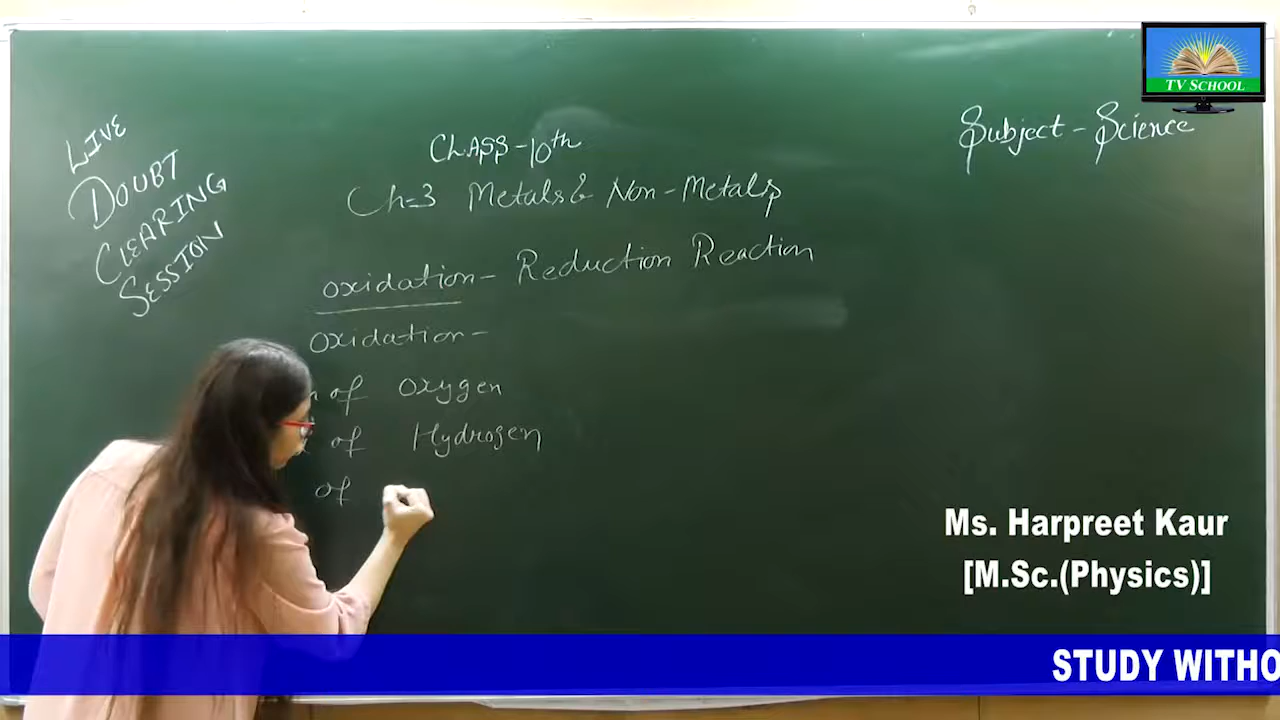 LIVE
DOUBT
CLEARING
SESSION
CLASS-10th
Ch-3 Metals & Non-Metals
Subject - Science
TV SCHOOL
Oxidation - Reduction Reaction
Oxidation -
of Oxygen
of Hydrogen
of
Ms. Harpreet Kaur
[M.Sc.(Physics)]
STUDY WITHO